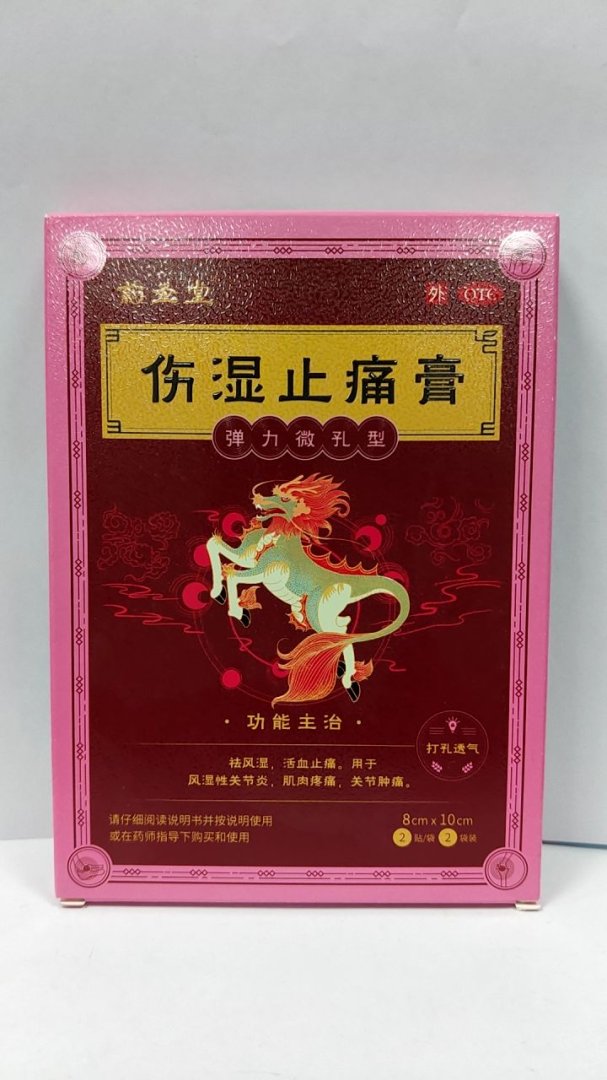 药圣堂
外 OTC
伤湿止痛膏
弹力微孔型
·功能主治·
祛风湿，活血止痛。用于
风湿性关节炎，肌肉疼痛，关节肿痛。
打孔透气
请仔细阅读说明书并按说明使用
或在药师指导下购买和使用
8cm x 10cm
2贴/袋 2袋装